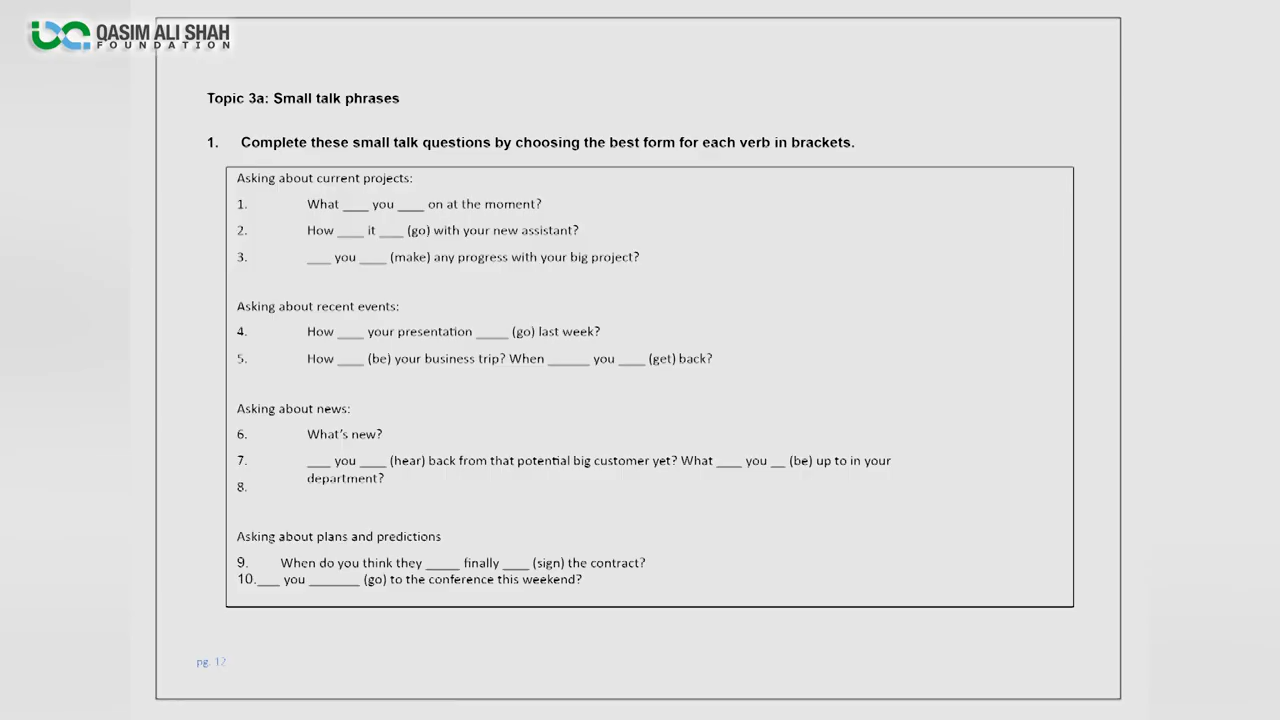 QASIM ALI SHAH
FOUNDATION
Topic 3a: Small talk phrases
1. Complete these small talk questions by choosing the best form for each verb in brackets.
Asking about current projects:
1. What ____ you ____ on at the moment?
2. How ____ it ____ (go) with your new assistant?
3. ____ you ____ (make) any progress with your big project?
Asking about recent events:
4. How ____ your presentation _____ (go) last week?
5. How ____ (be) your business trip? When ______ you ____ (get) back?
Asking about news:
6. What's new?
7. ____ you ____ (hear) back from that potential big customer yet? What ____ you __ (be) up to in your
department?
8.
Asking about plans and predictions
9. When do you think they _____ finally ____ (sign) the contract?
10.___ you _______ (go) to the conference this weekend?
pg. 12